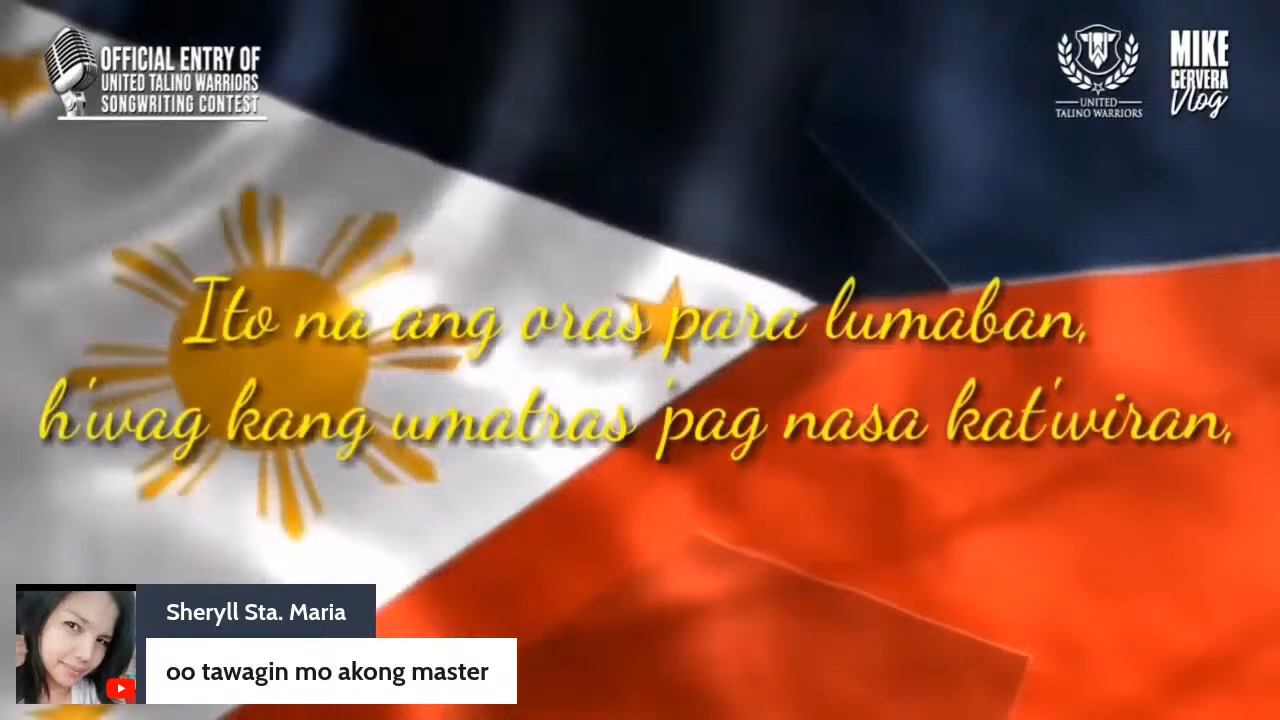 OFFICIAL ENTRY OF
UNITED TALINO WARRIORS
SONGWRITING CONTEST
UNITED
TALINO WARRIORS
MIKE
CERVERA
Vlog
Ito na ang oras para lumaban,
h'wag kang umatras 'pag nasa kat'wiran,
Sheryll Sta. Maria
oo tawagin mo akong master